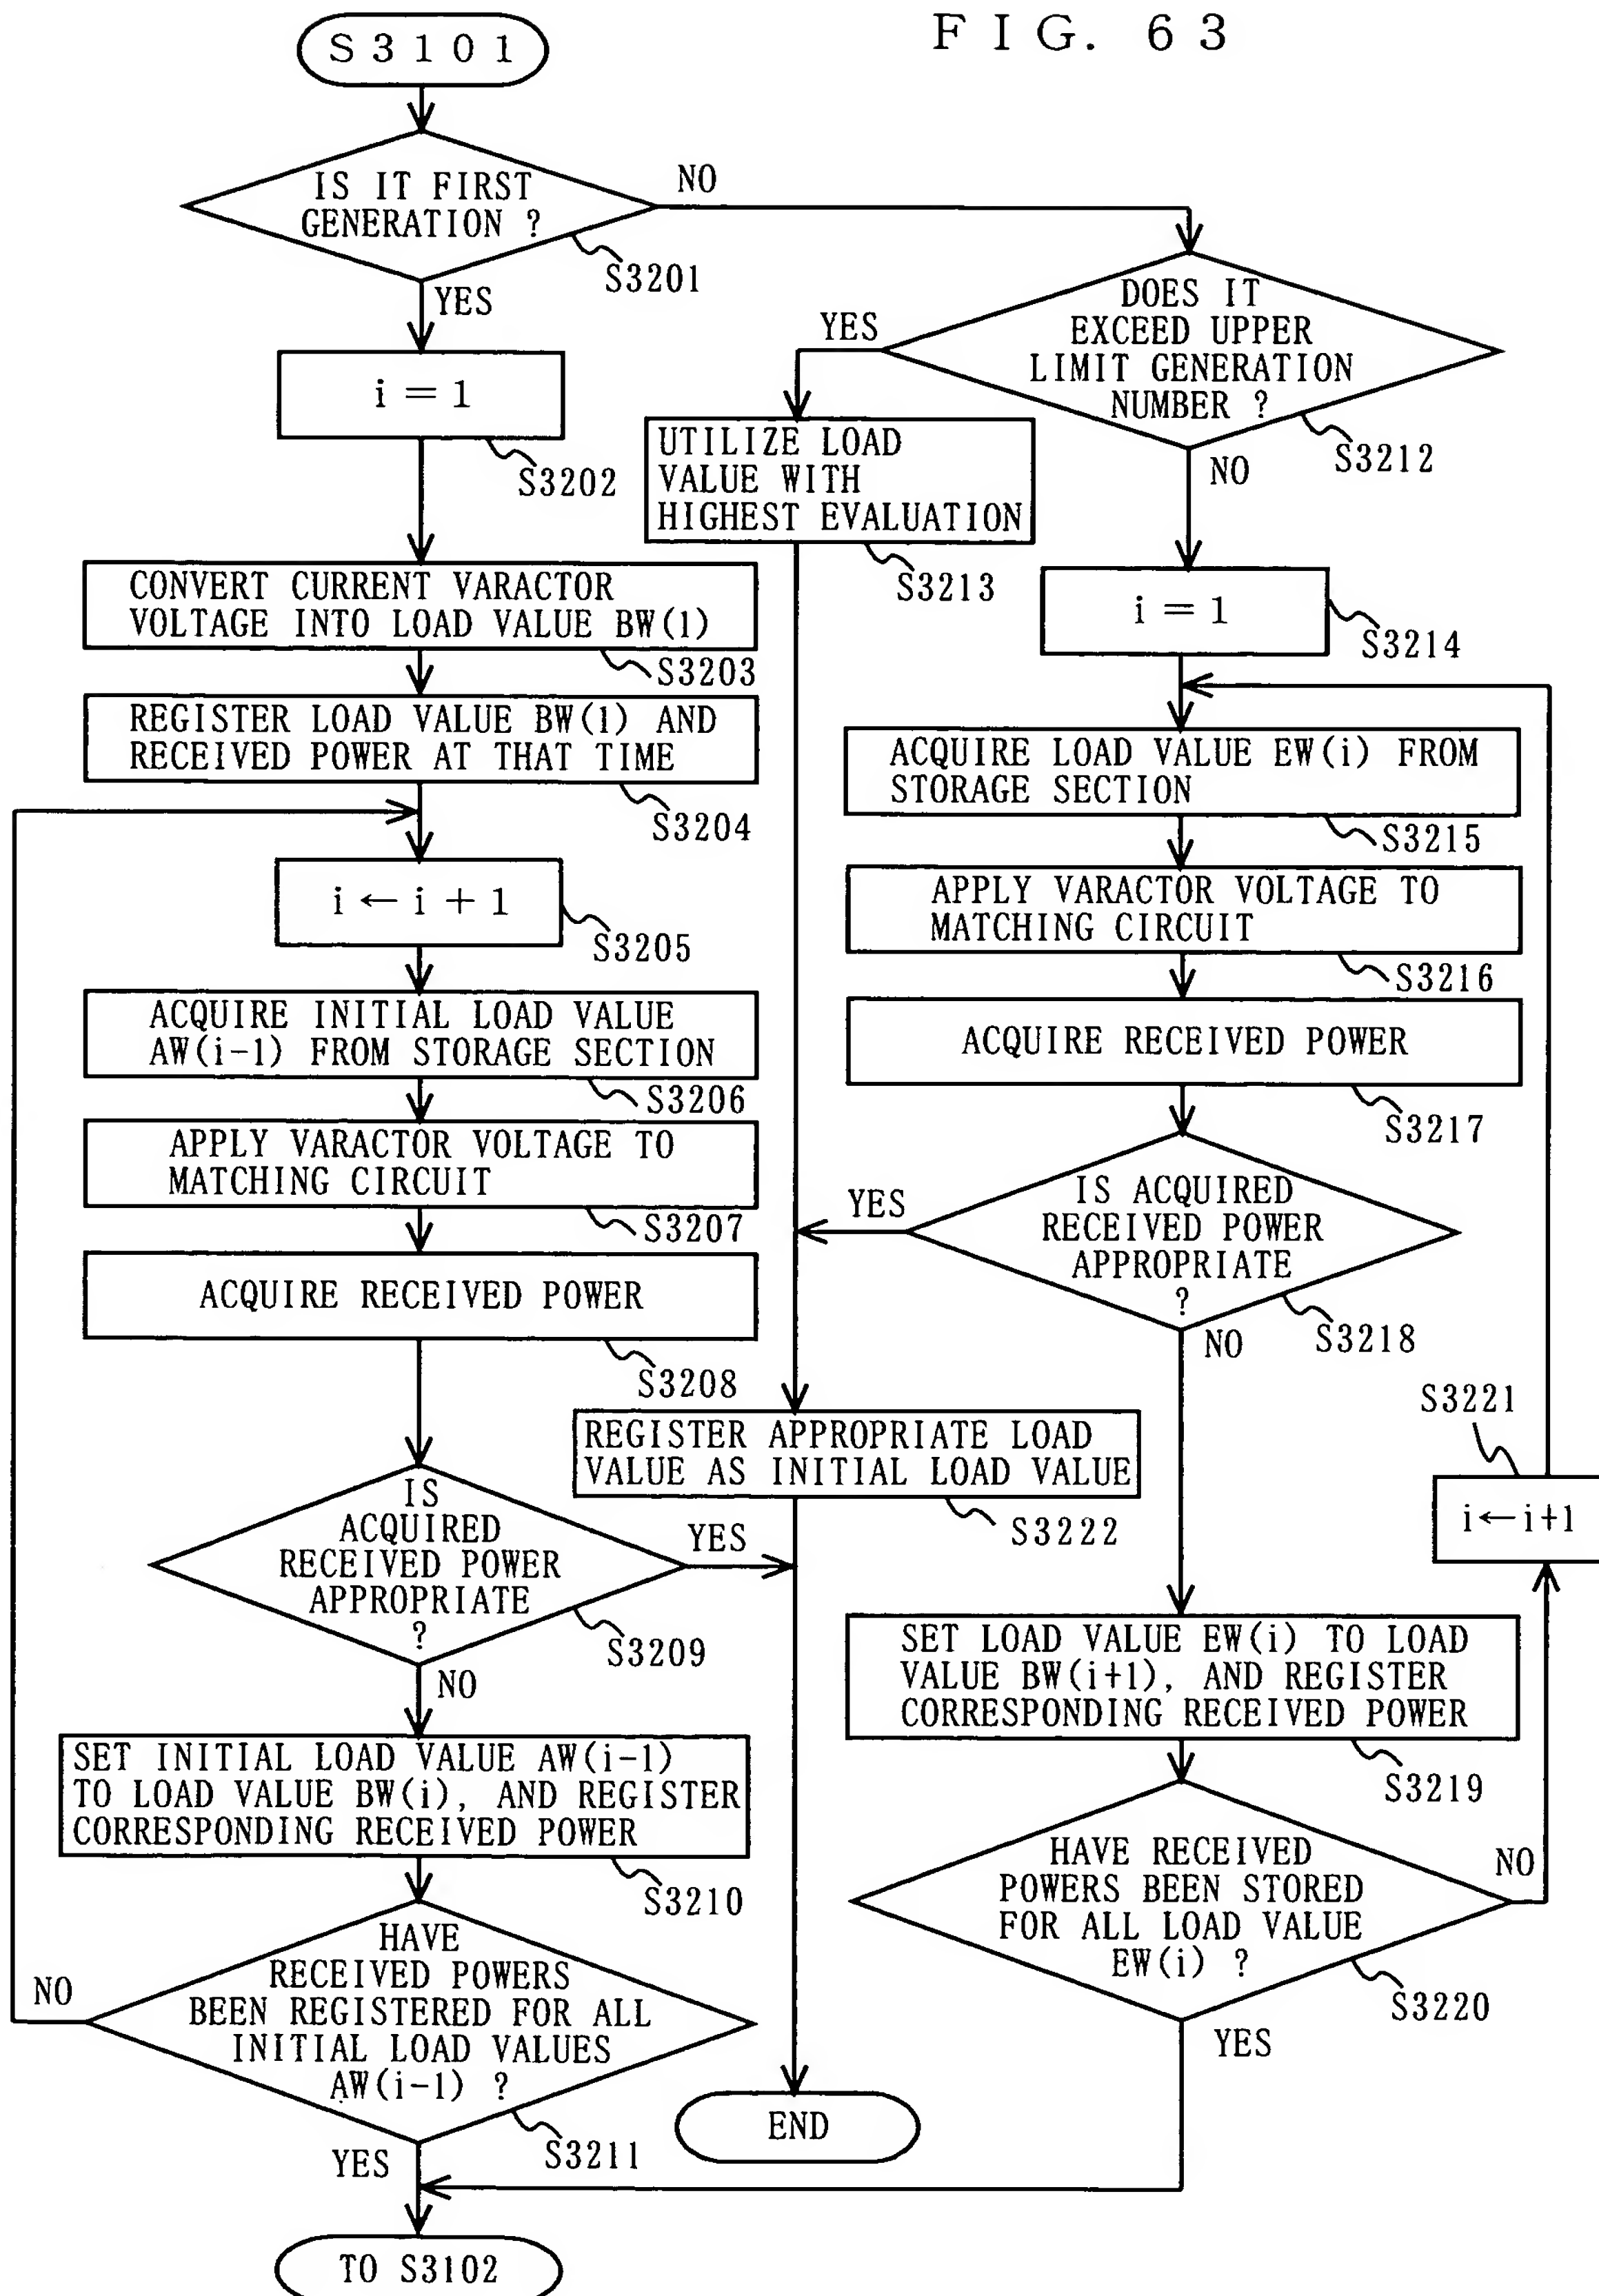 FIG. 63
S3101
IS IT FIRST
GENERATION ?
NO
S3201
YES
i = 1
S3202
CONVERT CURRENT VARACTOR
VOLTAGE INTO LOAD VALUE BW(1)
S3203
REGISTER LOAD VALUE BW(1) AND
RECEIVED POWER AT THAT TIME
S3204
i ← i + 1
S3205
ACQUIRE INITIAL LOAD VALUE
AW(i-1) FROM STORAGE SECTION
S3206
APPLY VARACTOR VOLTAGE TO
MATCHING CIRCUIT
S3207
ACQUIRE RECEIVED POWER
S3208
IS
ACQUIRED
RECEIVED POWER
APPROPRIATE
?
YES
S3209
NO
SET INITIAL LOAD VALUE AW(i-1)
TO LOAD VALUE BW(i), AND REGISTER
CORRESPONDING RECEIVED POWER
S3210
HAVE
RECEIVED POWERS
BEEN REGISTERED FOR ALL
INITIAL LOAD VALUES
AW(i-1) ?
NO
S3211
YES
TO S3102
DOES IT
EXCEED UPPER
LIMIT GENERATION
NUMBER ?
YES
S3212
NO
UTILIZE LOAD
VALUE WITH
HIGHEST EVALUATION
S3213
i = 1
S3214
ACQUIRE LOAD VALUE EW(i) FROM
STORAGE SECTION
S3215
APPLY VARACTOR VOLTAGE TO
MATCHING CIRCUIT
S3216
ACQUIRE RECEIVED POWER
S3217
IS ACQUIRED
RECEIVED POWER
APPROPRIATE
?
YES
S3218
NO
REGISTER APPROPRIATE LOAD
VALUE AS INITIAL LOAD VALUE
S3222
S3221
i←i+1
SET LOAD VALUE EW(i) TO LOAD
VALUE BW(i+1), AND REGISTER
CORRESPONDING RECEIVED POWER
S3219
HAVE RECEIVED
POWERS BEEN STORED
FOR ALL LOAD VALUE
EW(i) ?
NO
S3220
YES
END